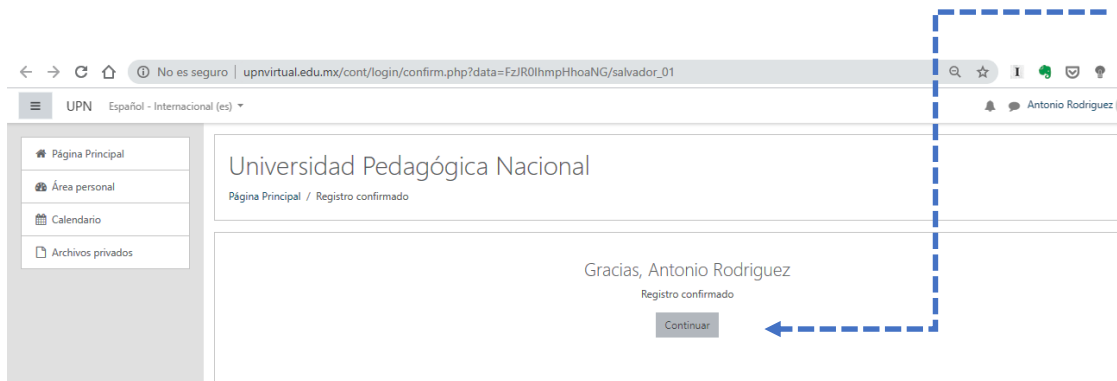 No es seguro | upnvirtual.edu.mx/cont/login/confirm.php?data=FzJR0IhmpHhoaNG/salvador_01
UPN Español - Internacional (es)
Antonio Rodriguez
Página Principal
Área personal
Calendario
Archivos privados
Universidad Pedagógica Nacional
Página Principal / Registro confirmado
Gracias, Antonio Rodriguez
Registro confirmado
Continuar